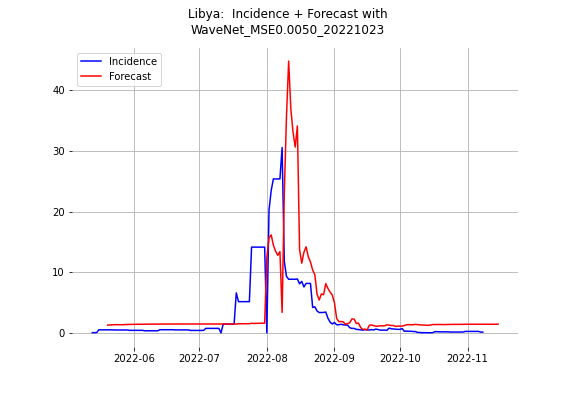 Libya:  Incidence + Forecast with
WaveNet_MSE0.0050_20221023
Incidence
Forecast
40
30
20
10
0
2022-06 2022-07 2022-08 2022-09 2022-10 2022-11